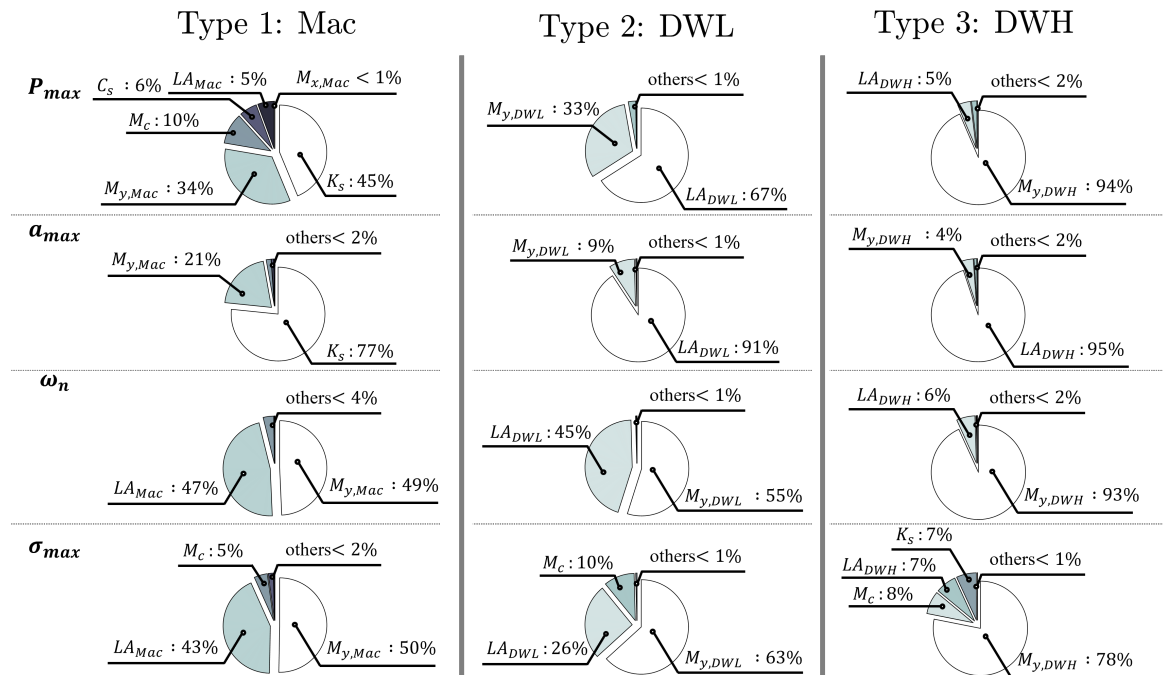 Type 1: Mac
Type 2: DWL
Type 3: DWH
P_max
C_s : 6%
LA_Mac : 5%
M_x,Mac < 1%
M_c : 10%
M_y,Mac : 34%
K_s : 45%
others< 1%
M_y,DWL : 33%
LA_DWL : 67%
LA_DWH : 5%
others< 2%
M_y,DWH : 94%
a_max
others< 2%
M_y,Mac : 21%
K_s : 77%
M_y,DWL : 9%
others< 1%
LA_DWL : 91%
M_y,DWH : 4%
others< 2%
LA_DWH : 95%
ω_n
others< 4%
LA_Mac : 47%
M_y,Mac : 49%
others< 1%
LA_DWL : 45%
M_y,DWL : 55%
LA_DWH : 6%
others< 2%
M_y,DWH : 93%
σ_max
M_c : 5%
others< 2%
LA_Mac : 43%
M_y,Mac : 50%
M_c : 10%
others< 1%
LA_DWL : 26%
M_y,DWL : 63%
K_s : 7%
others< 1%
LA_DWH : 7%
M_c : 8%
M_y,DWH : 78%